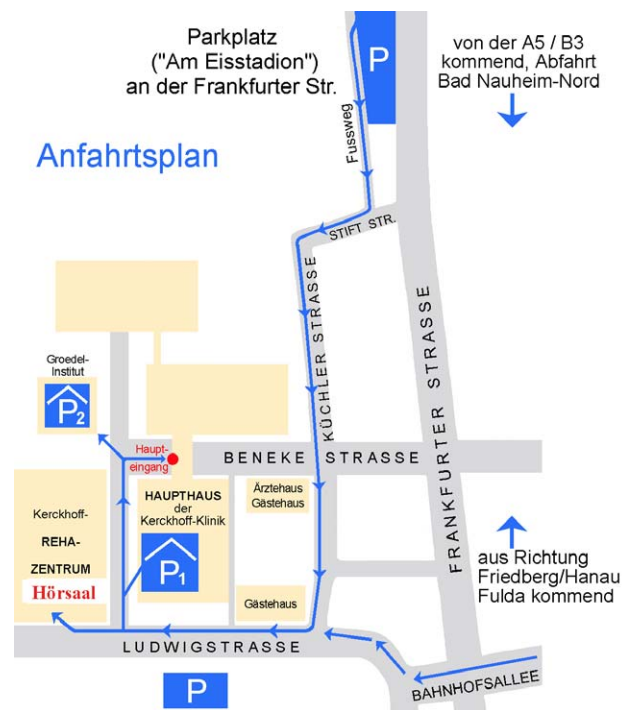 Parkplatz
("Am Eisstadion")
an der Frankfurter Str.
P
von der A5 / B3
kommend, Abfahrt
Bad Nauheim-Nord
Anfahrtsplan
Fussweg
STIFT STR.
KÜCHLER STRASSE
FRANKFURTER STRASSE
Groedel-
Institut
P2
Haupt-
eingang
BENEKE STRASSE
HAUPTHAUS
der
Kerckhoff-Klinik
P1
Ärztehaus
Gästehaus
Kerckhoff-
REHA-
ZENTRUM
Hörsaal
Gästehaus
aus Richtung
Friedberg/Hanau
Fulda kommend
LUDWIGSTRASSE
BAHNHOFSALLEE
P